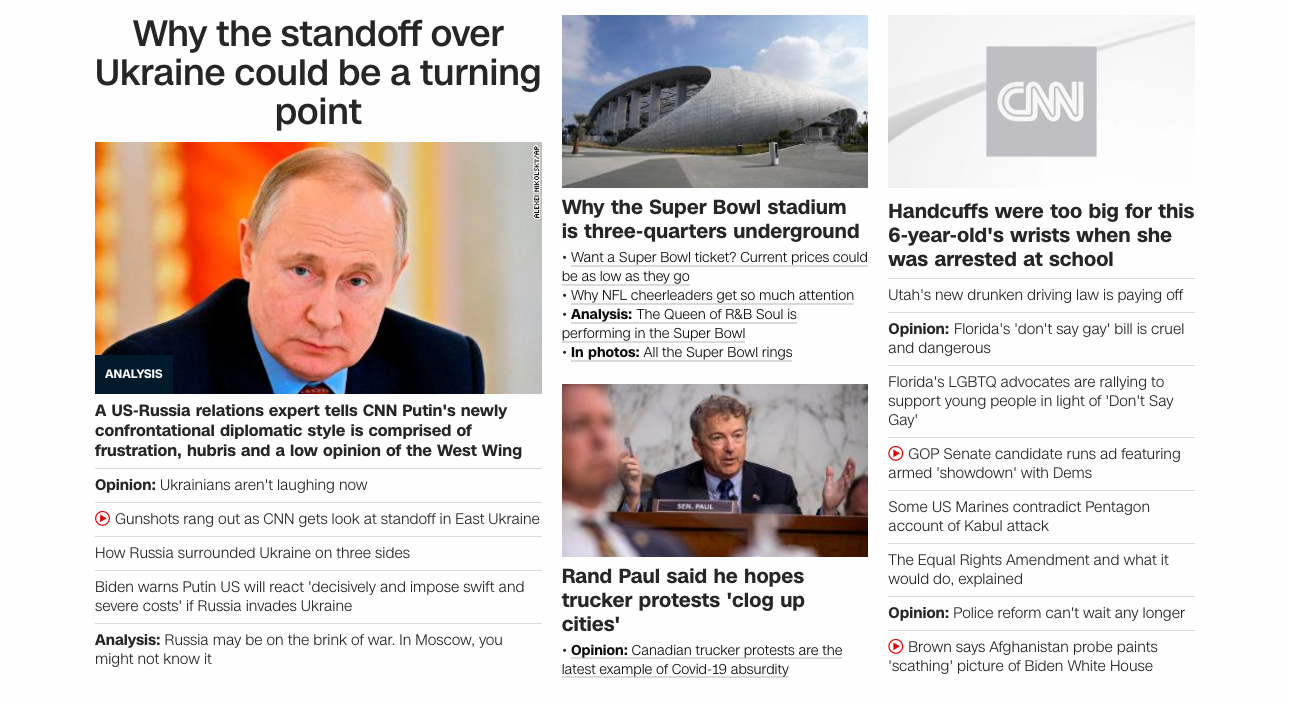 Why the standoff over
Ukraine could be a turning
point
ALEXEI NIKOLSKY/AP
ANALYSIS
A US-Russia relations expert tells CNN Putin's newly
confrontational diplomatic style is comprised of
frustration, hubris and a low opinion of the West Wing
Opinion: Ukrainians aren't laughing now
Gunshots rang out as CNN gets look at standoff in East Ukraine
How Russia surrounded Ukraine on three sides
Biden warns Putin US will react 'decisively and impose swift and
severe costs' if Russia invades Ukraine
Analysis: Russia may be on the brink of war. In Moscow, you
might not know it
Why the Super Bowl stadium
is three-quarters underground
• Want a Super Bowl ticket? Current prices could
be as low as they go
• Why NFL cheerleaders get so much attention
• Analysis: The Queen of R&B Soul is
performing in the Super Bowl
• In photos: All the Super Bowl rings
SEN. PAUL
Rand Paul said he hopes
trucker protests 'clog up
cities'
• Opinion: Canadian trucker protests are the
latest example of Covid-19 absurdity
CNN
Handcuffs were too big for this
6-year-old's wrists when she
was arrested at school
Utah's new drunken driving law is paying off
Opinion: Florida's 'don't say gay' bill is cruel
and dangerous
Florida's LGBTQ advocates are rallying to
support young people in light of 'Don't Say
Gay'
GOP Senate candidate runs ad featuring
armed 'showdown' with Dems
Some US Marines contradict Pentagon
account of Kabul attack
The Equal Rights Amendment and what it
would do, explained
Opinion: Police reform can't wait any longer
Brown says Afghanistan probe paints
'scathing' picture of Biden White House